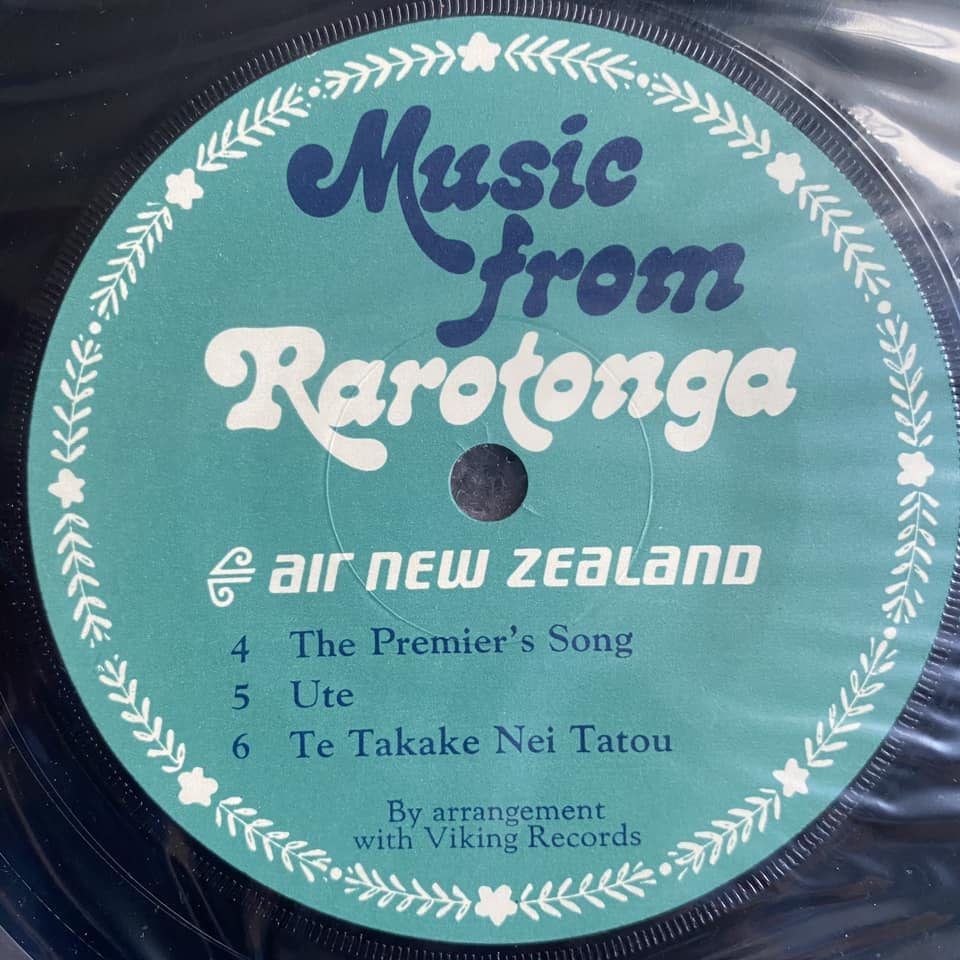 Music
from
Rarotonga
air new zealand
4 The Premier's Song
5 Ute
6 Te Takake Nei Tatou
By arrangement
with Viking Records